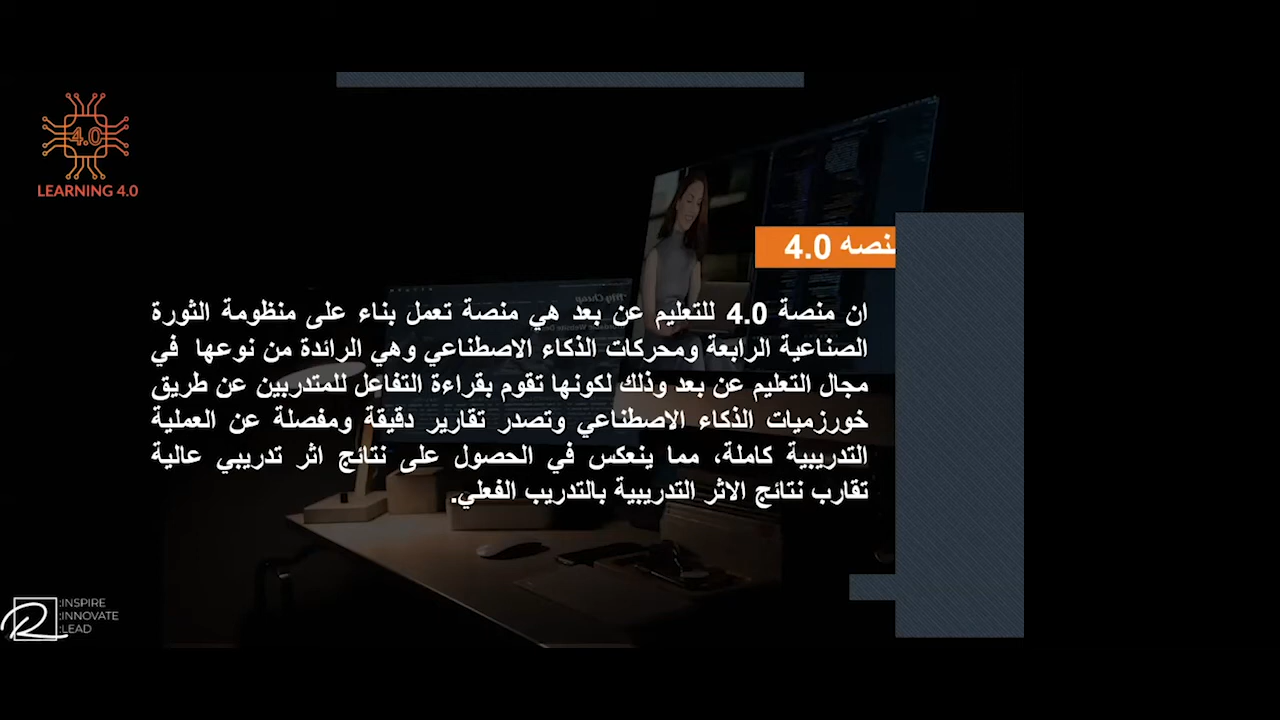 4.0
LEARNING 4.0
4.0
ان منصة 4.0 للتعليم عن بعد هي منصة تعمل بناء على منظومة الثورة
الصناعية الرابعة ومحركات الذكاء الاصطناعي وهي الرائدة من نوعها في
مجال التعليم عن بعد وذلك لكونها تقوم بقراءة التفاعل للمتدربين عن طريق
خورزميات الذكاء الاصطناعي وتصدر تقارير دقيقة ومفصلة عن العملية
التدريبية كاملة، مما ينعكس في الحصول على نتائج اثر تدريبي عالية
تقارب نتائج الاثر التدريبية بالتدريب الفعلي.
:INSPIRE
:INNOVATE
:LEAD